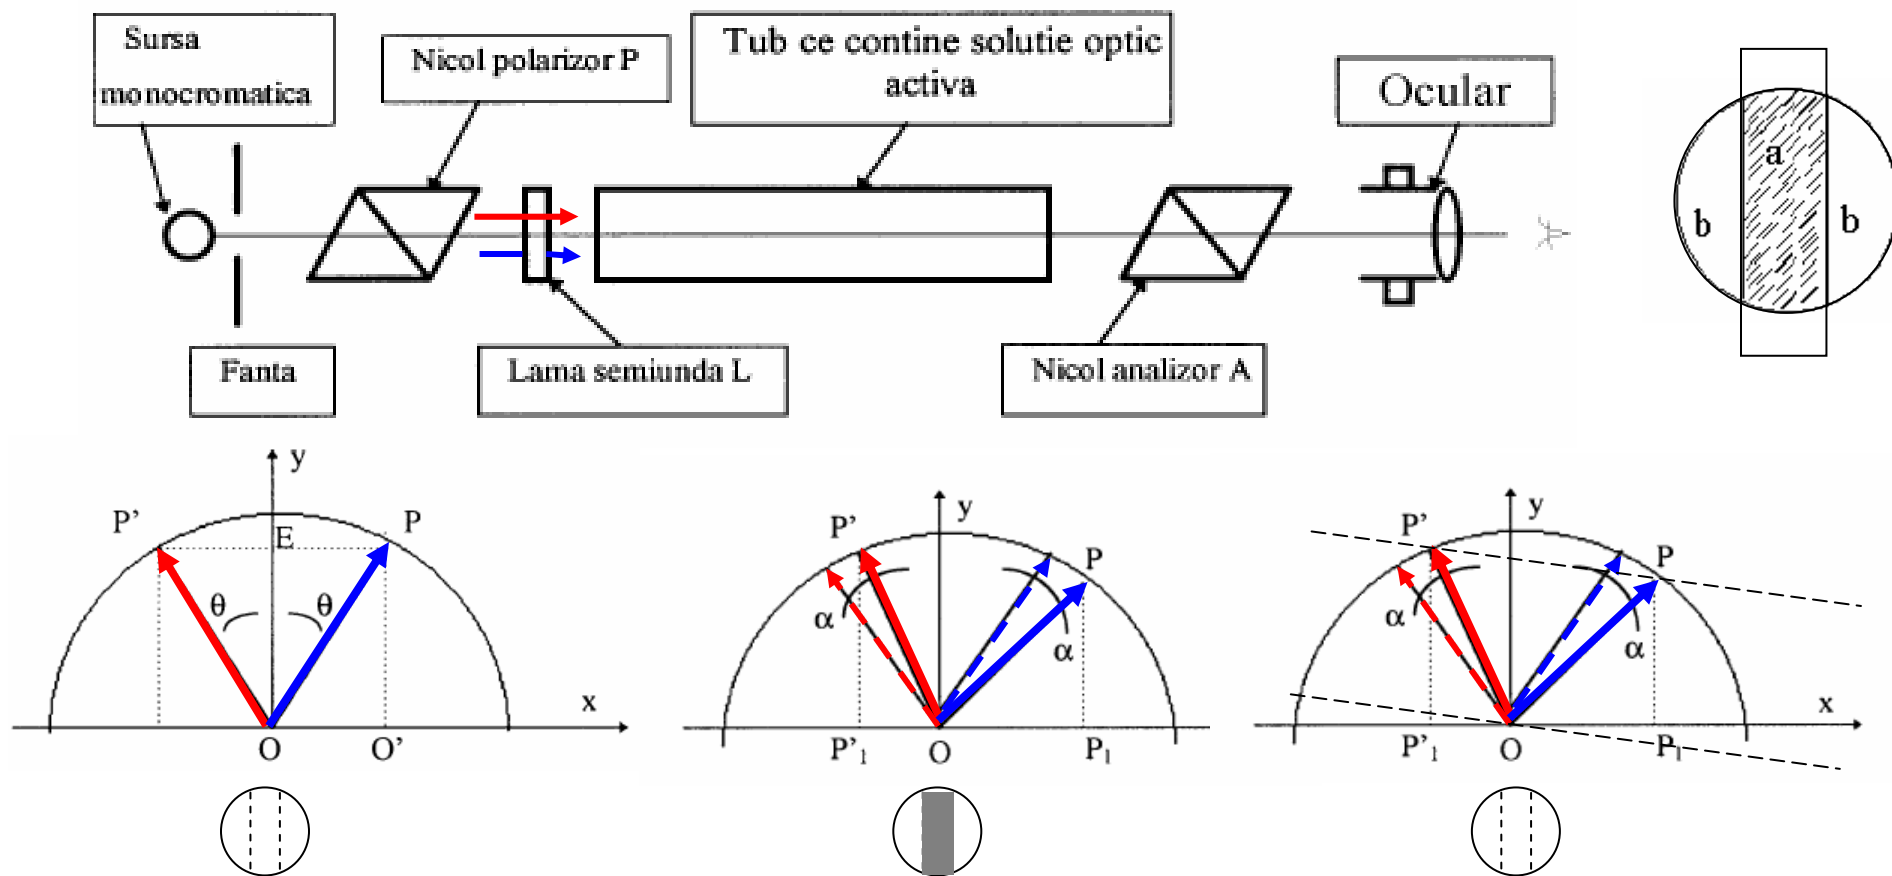 Sursa
monocromatica
Nicol polarizor P
Tub ce contine solutie optic
activa
Ocular
a
b
b
Fanta
Lama semiunda L
Nicol analizor A
y
P'
E
P
θ
θ
x
O
O'
y
P'
P
α
α
P'1
O
P1
y
P'
P
α
α
x
P'1
O
P1